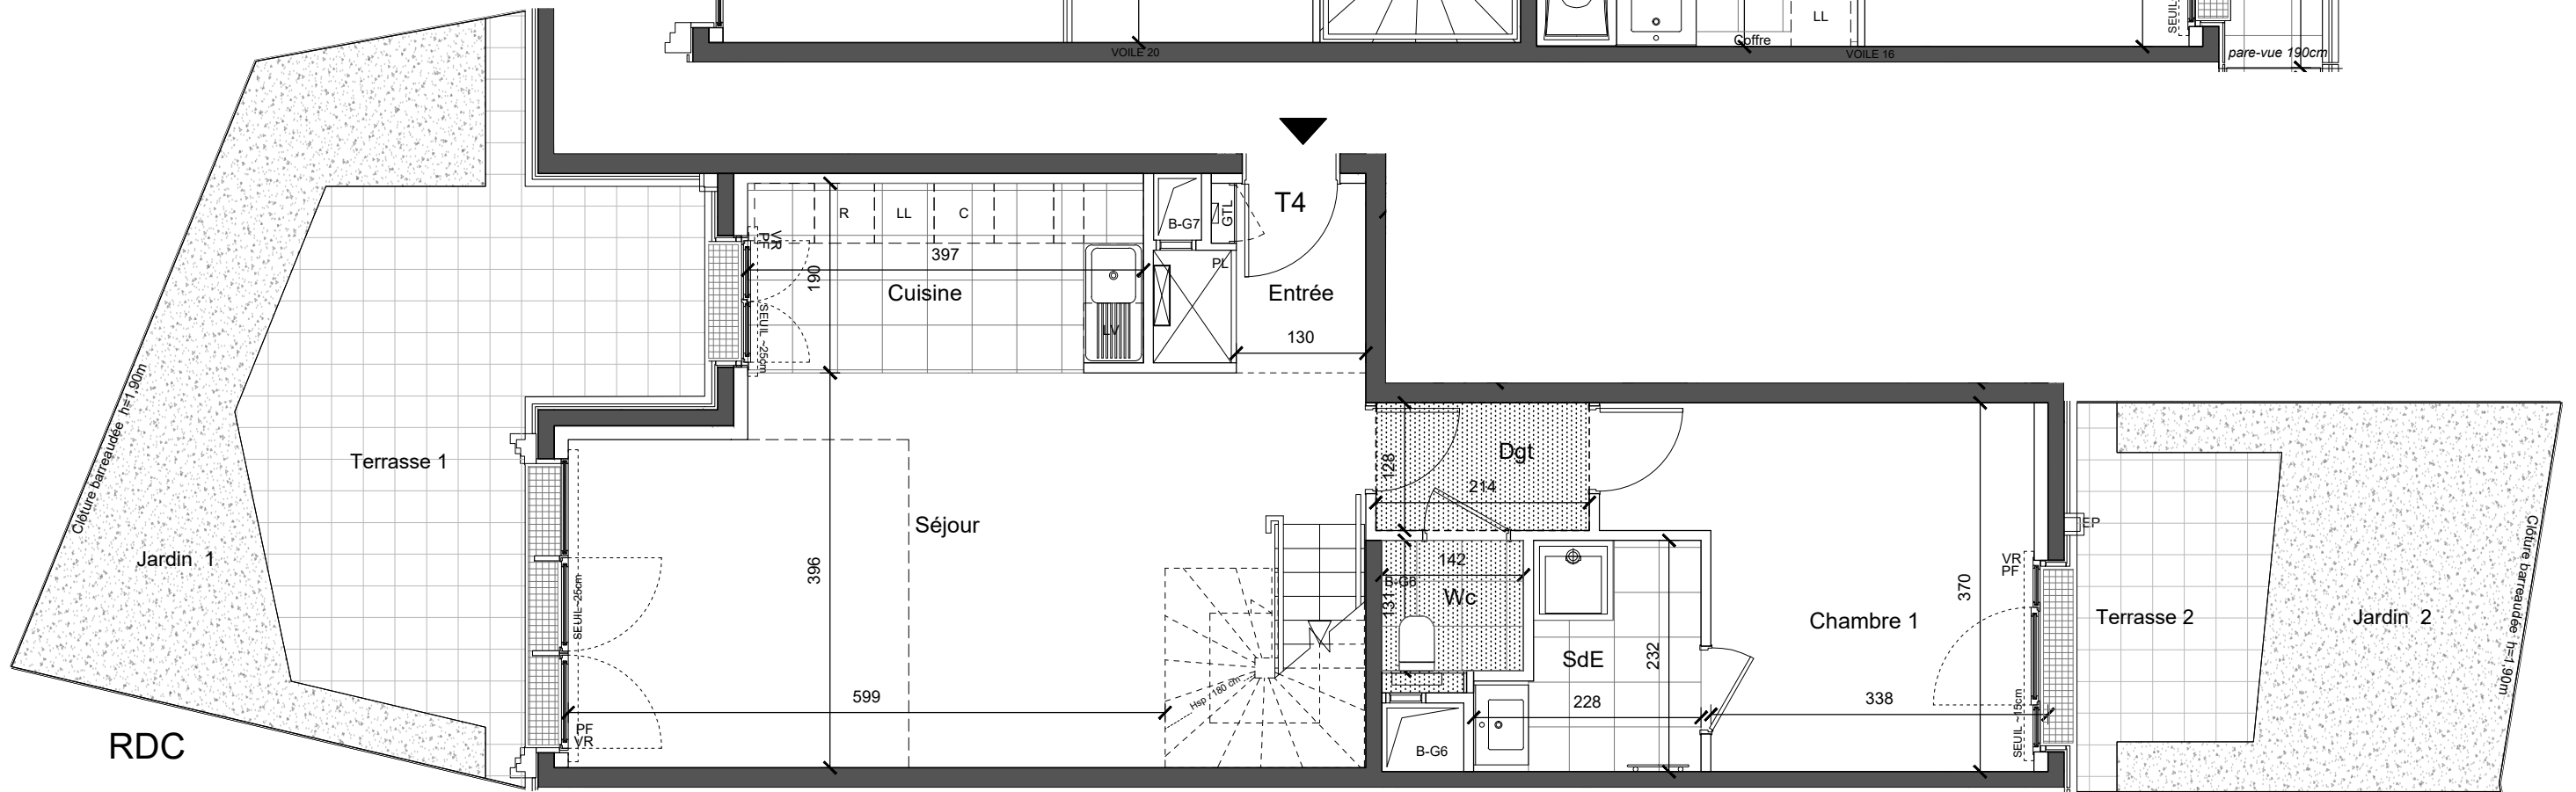 LL
SEUIL
Coffre
VOILE 20
VOILE 16
pare-vue 190cm
T4
R
LL
C
B-G7
GTL
VR
PF
397
190
PL
Cuisine
Entrée
SEUIL ~25cm
LV
130
Clôture barreaudée h=1,90m
Terrasse 1
Dgt
128
214
Séjour
EP
Clôture barreaudée h=1,90m
Jardin 1
396
142
B-G6
131
Wc
VR
PF
370
SEUIL ~25cm
Chambre 1
Terrasse 2
Jardin 2
SdE
232
Hsp : 180 cm
599
228
338
SEUIL ~15cm
PF
VR
RDC
B-G6